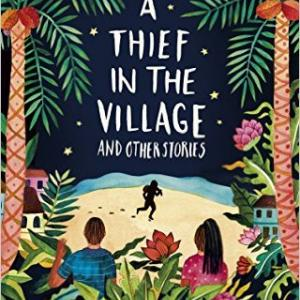 A
THIEF
IN THE
VILLAGE
AND OTHER STORIES